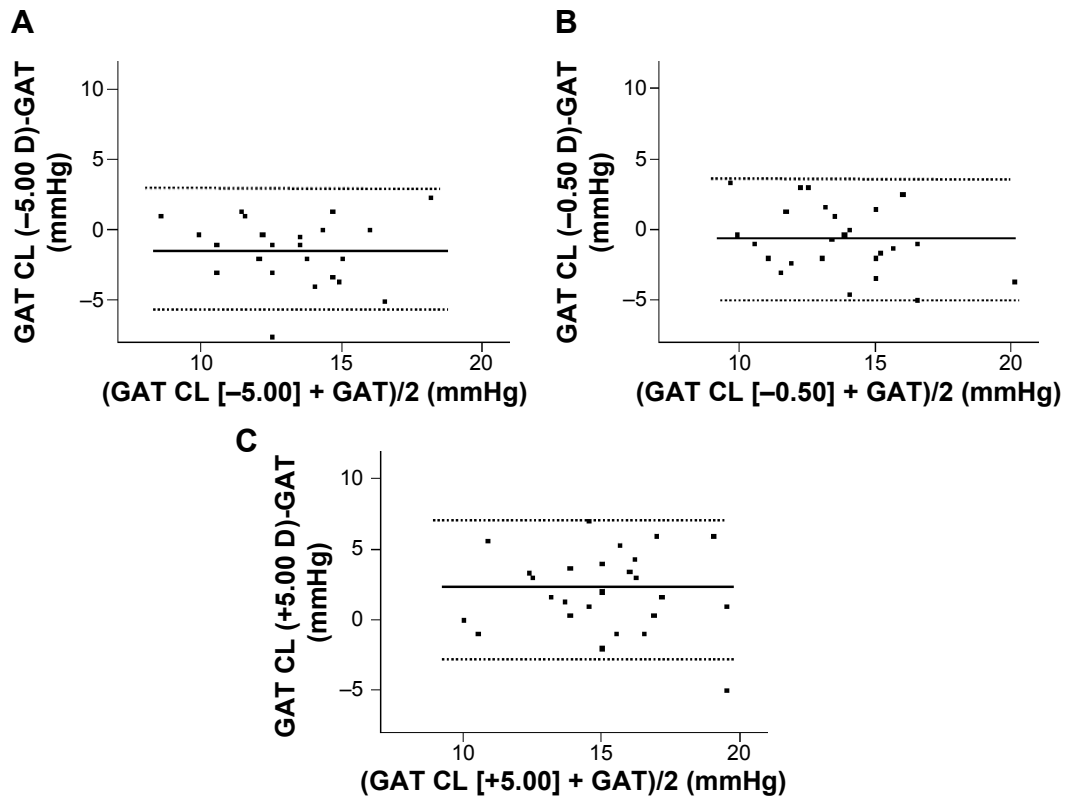 A
GAT CL (–5.00 D)-GAT
(mmHg)
10
5
0
–5
10
15
20
(GAT CL [–5.00] + GAT)/2 (mmHg)
B
GAT CL (–0.50 D)-GAT
(mmHg)
10
5
0
–5
10
15
20
(GAT CL [–0.50] + GAT)/2 (mmHg)
C
GAT CL (+5.00 D)-GAT
(mmHg)
10
5
0
–5
10
15
20
(GAT CL [+5.00] + GAT)/2 (mmHg)